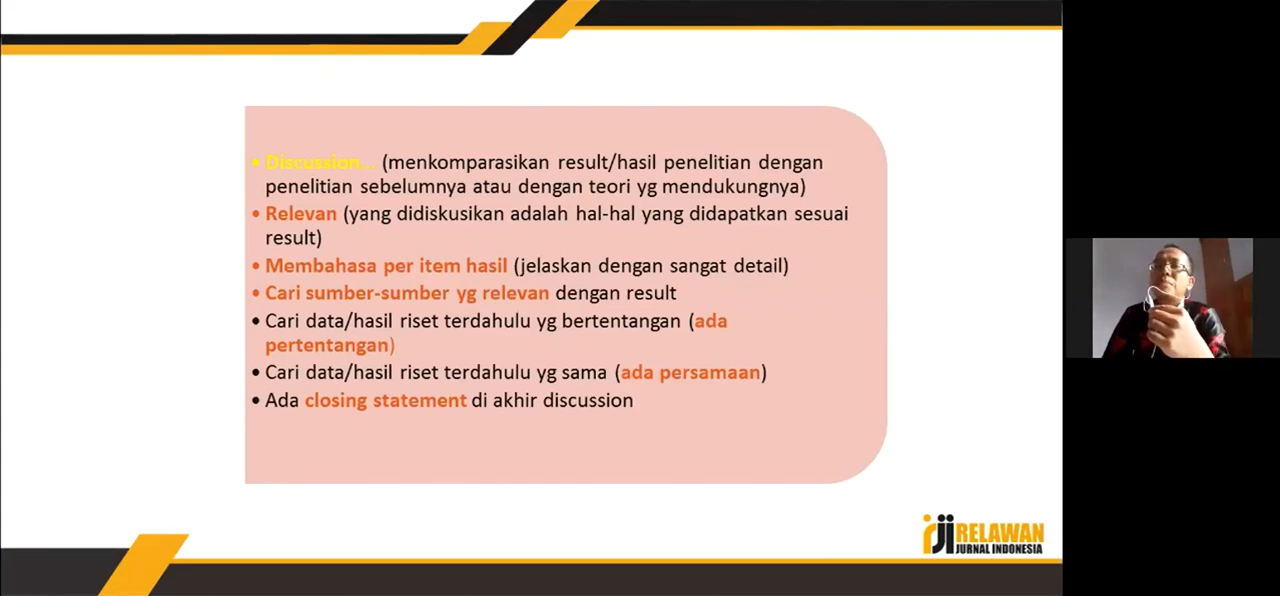 • Discussion... (menkomparasikan result/hasil penelitian dengan
penelitian sebelumnya atau dengan teori yg mendukungnya)
• Relevan (yang didiskusikan adalah hal-hal yang didapatkan sesuai
result)
• Membahasa per item hasil (jelaskan dengan sangat detail)
• Cari sumber-sumber yg relevan dengan result
• Cari data/hasil riset terdahulu yg bertentangan (ada
pertentangan)
• Cari data/hasil riset terdahulu yg sama (ada persamaan)
• Ada closing statement di akhir discussion
rji RELAWAN
JURNAL INDONESIA